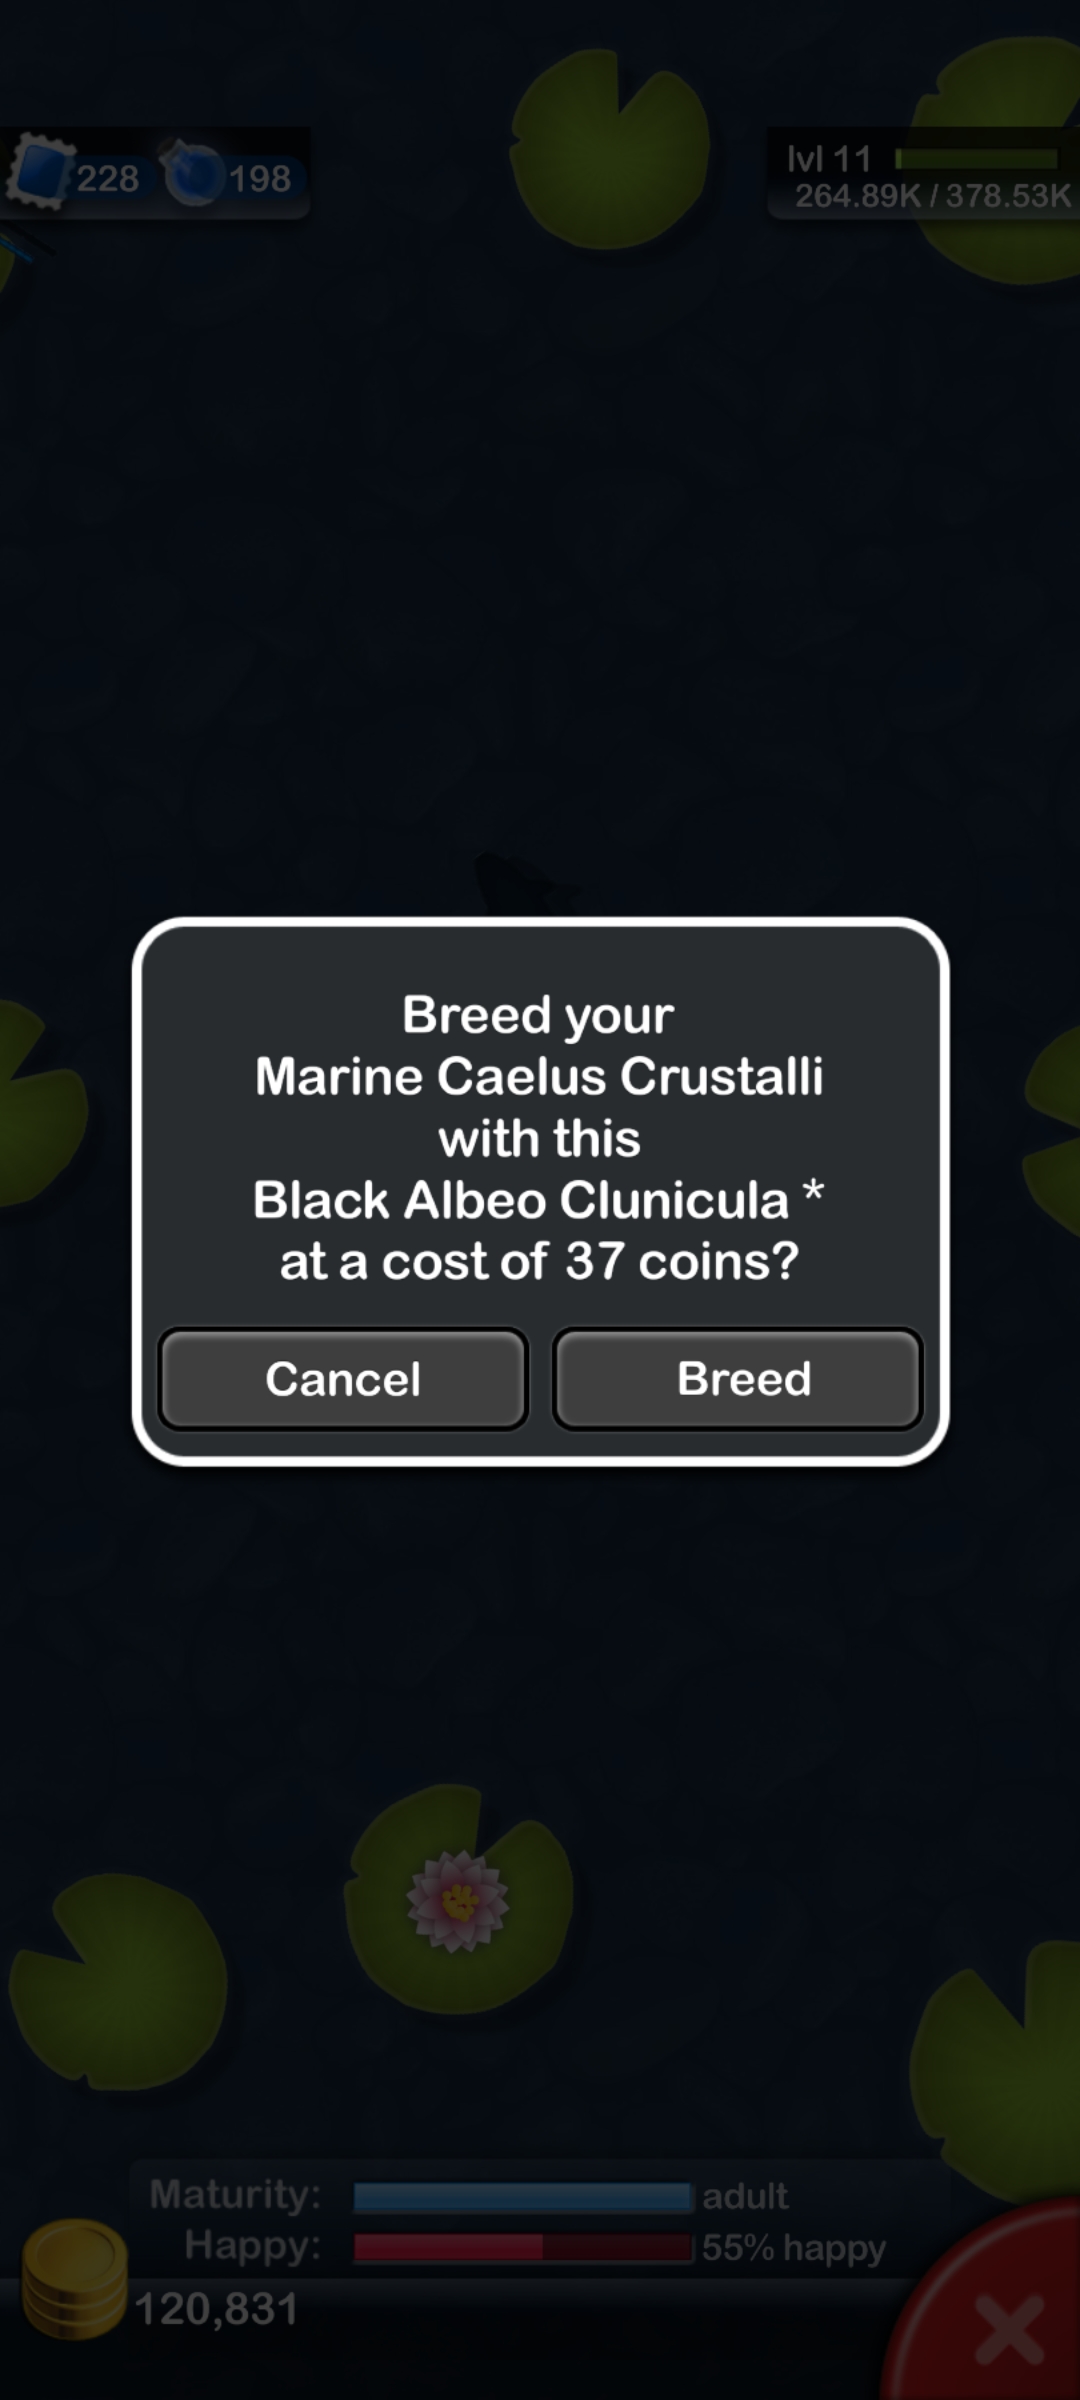 228 198
lvl 11
264.89K / 378.53K
Breed your
Marine Caelus Crustalli
with this
Black Albeo Clunicula *
at a cost of 37 coins?
Cancel Breed
Maturity: adult
Happy: 55% happy
120,831